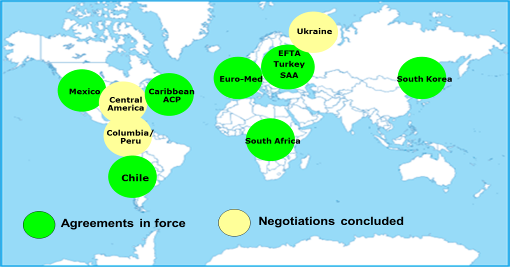 Ukraine
EFTA
Turkey
SAA
Mexico
Caribbean
ACP
Euro–Med
South Korea
Central
America
Columbia/
Peru
South Africa
Chile
Agreements in force
Negotiations concluded